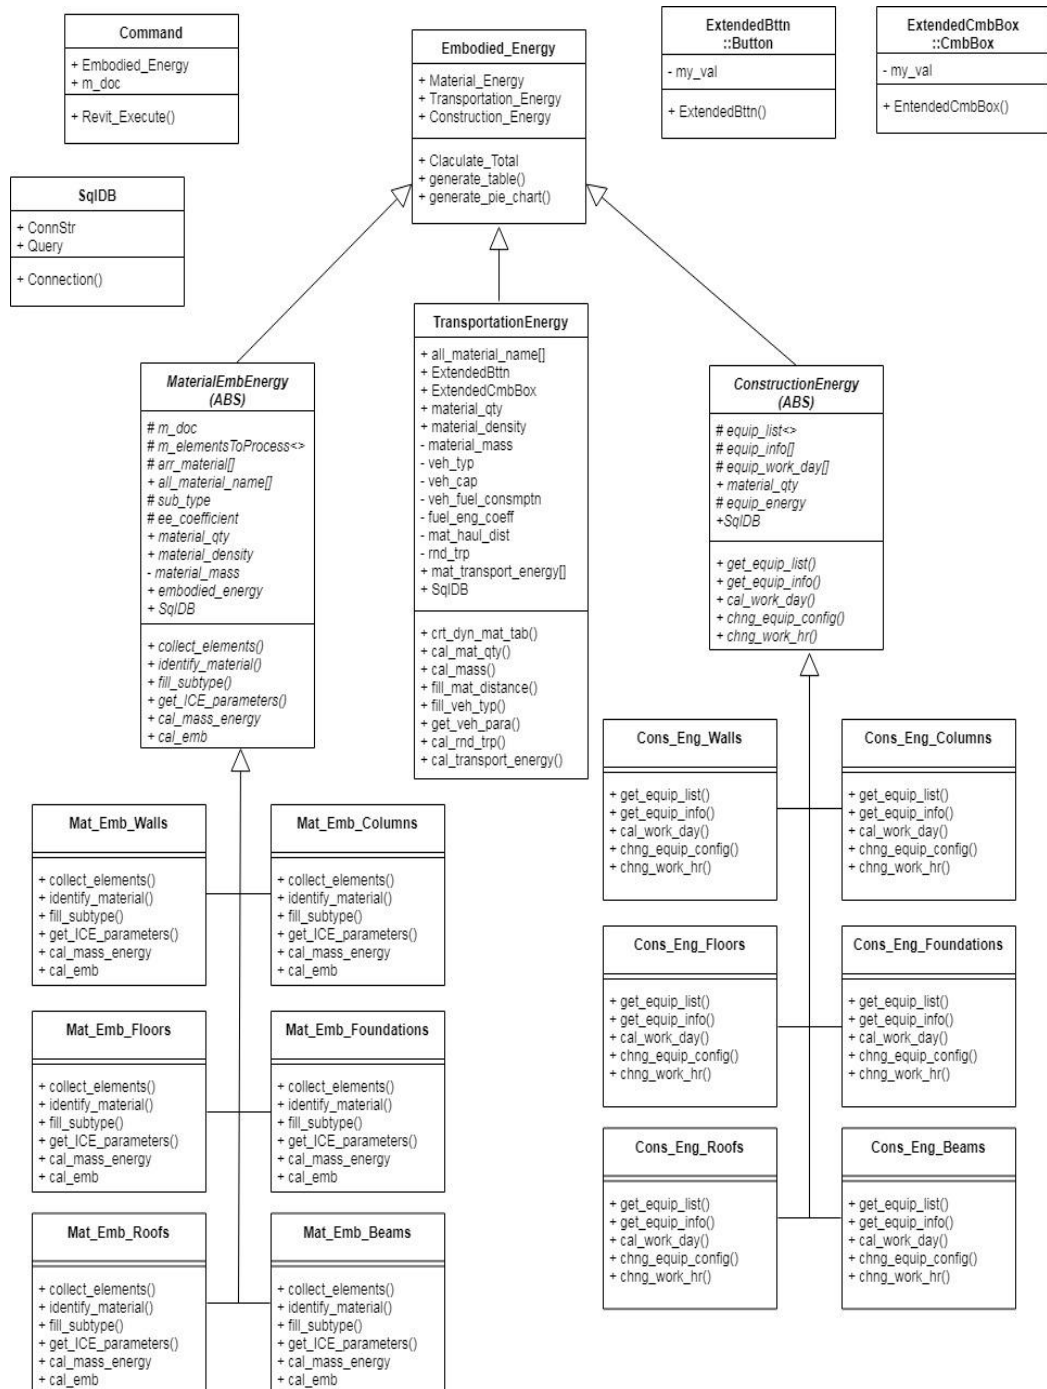 Command
+ Embodied_Energy
+ m_doc
+ Revit_Execute()
Embodied_Energy
+ Material_Energy
+ Transportation_Energy
+ Construction_Energy
+ Claculate_Total
+ generate_table()
+ generate_pie_chart()
ExtendedBttn
::Button
- my_val
+ ExtendedBttn()
ExtendedCmbBox
::CmbBox
- my_val
+ EntendedCmbBox()
SqlDB
+ ConnStr
+ Query
+ Connection()
MaterialEmbEnergy
(ABS)
# m_doc
# m_elementsToProcess<>
# arr_material[]
+ all_material_name[]
# sub_type
# ee_coefficient
+ material_qty
+ material_density
- material_mass
+ embodied_energy
+ SqlDB
+ collect_elements()
+ identify_material()
+ fill_subtype()
+ get_ICE_parameters()
+ cal_mass_energy
+ cal_emb
TransportationEnergy
+ all_material_name[]
+ ExtendedBttn
+ ExtendedCmbBox
+ material_qty
+ material_density
- material_mass
- veh_typ
- veh_cap
- veh_fuel_consmptn
- fuel_eng_coeff
- mat_haul_dist
- rnd_trp
+ mat_transport_energy[]
+ SqlDB
+ crt_dyn_mat_tab()
+ cal_mat_qty()
+ cal_mass()
+ fill_mat_distance()
+ fill_veh_typ()
+ get_veh_para()
+ cal_rnd_trp()
+ cal_transport_energy()
ConstructionEnergy
(ABS)
# equip_list<>
# equip_info[]
# equip_work_day[]
+ material_qty
# equip_energy
+SqlDB
+ get_equip_list()
+ get_equip_info()
+ cal_work_day()
+ chng_equip_config()
+ chng_work_hr()
Mat_Emb_Walls
+ collect_elements()
+ identify_material()
+ fill_subtype()
+ get_ICE_parameters()
+ cal_mass_energy
+ cal_emb
Mat_Emb_Columns
+ collect_elements()
+ identify_material()
+ fill_subtype()
+ get_ICE_parameters()
+ cal_mass_energy
+ cal_emb
Mat_Emb_Floors
+ collect_elements()
+ identify_material()
+ fill_subtype()
+ get_ICE_parameters()
+ cal_mass_energy
+ cal_emb
Mat_Emb_Foundations
+ collect_elements()
+ identify_material()
+ fill_subtype()
+ get_ICE_parameters()
+ cal_mass_energy
+ cal_emb
Mat_Emb_Roofs
+ collect_elements()
+ identify_material()
+ fill_subtype()
+ get_ICE_parameters()
+ cal_mass_energy
+ cal_emb
Mat_Emb_Beams
+ collect_elements()
+ identify_material()
+ fill_subtype()
+ get_ICE_parameters()
+ cal_mass_energy
+ cal_emb
Cons_Eng_Walls
+ get_equip_list()
+ get_equip_info()
+ cal_work_day()
+ chng_equip_config()
+ chng_work_hr()
Cons_Eng_Columns
+ get_equip_list()
+ get_equip_info()
+ cal_work_day()
+ chng_equip_config()
+ chng_work_hr()
Cons_Eng_Floors
+ get_equip_list()
+ get_equip_info()
+ cal_work_day()
+ chng_equip_config()
+ chng_work_hr()
Cons_Eng_Foundations
+ get_equip_list()
+ get_equip_info()
+ cal_work_day()
+ chng_equip_config()
+ chng_work_hr()
Cons_Eng_Roofs
+ get_equip_list()
+ get_equip_info()
+ cal_work_day()
+ chng_equip_config()
+ chng_work_hr()
Cons_Eng_Beams
+ get_equip_list()
+ get_equip_info()
+ cal_work_day()
+ chng_equip_config()
+ chng_work_hr()